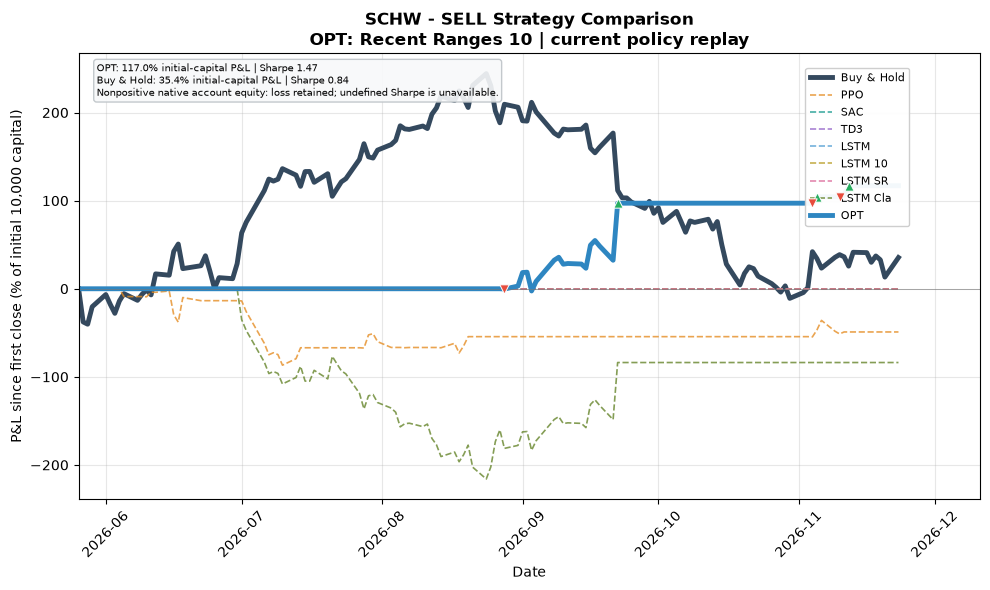 SCHW - SELL Strategy Comparison
OPT: Recent Ranges 10 | current policy replay
OPT: 117.0% initial-capital P&L | Sharpe 1.47
Buy & Hold: 35.4% initial-capital P&L | Sharpe 0.84
Nonpositive native account equity: loss retained; undefined Sharpe is unavailable.
Buy & Hold
PPO
SAC
TD3
LSTM
LSTM 10
LSTM SR
LSTM Cla
OPT
P&L since first close (% of initial 10,000 capital)
200
100
0
−100
−200
2026-06
2026-07
2026-08
2026-09
2026-10
2026-11
2026-12
Date